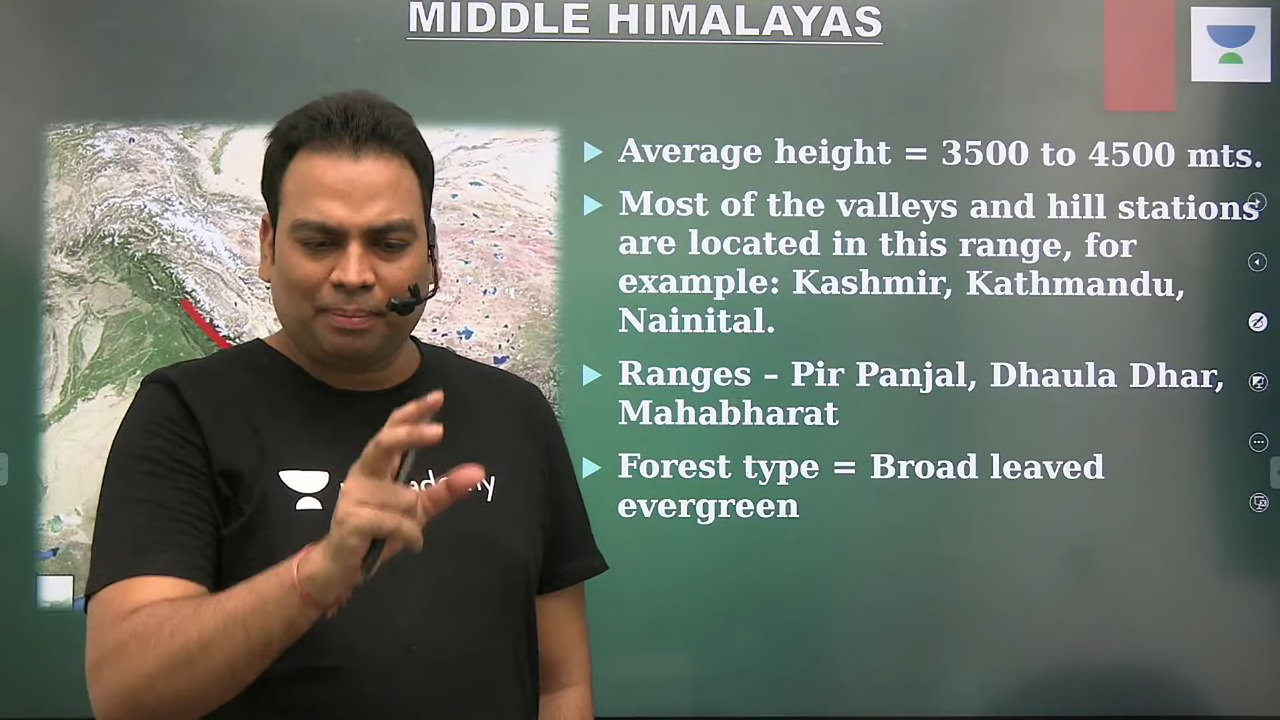 MIDDLE HIMALAYAS
Average height = 3500 to 4500 mts.
Most of the valleys and hill stations
are located in this range, for
example: Kashmir, Kathmandu,
Nainital.
Ranges – Pir Panjal, Dhaula Dhar,
Mahabharat
Forest type = Broad leaved
evergreen